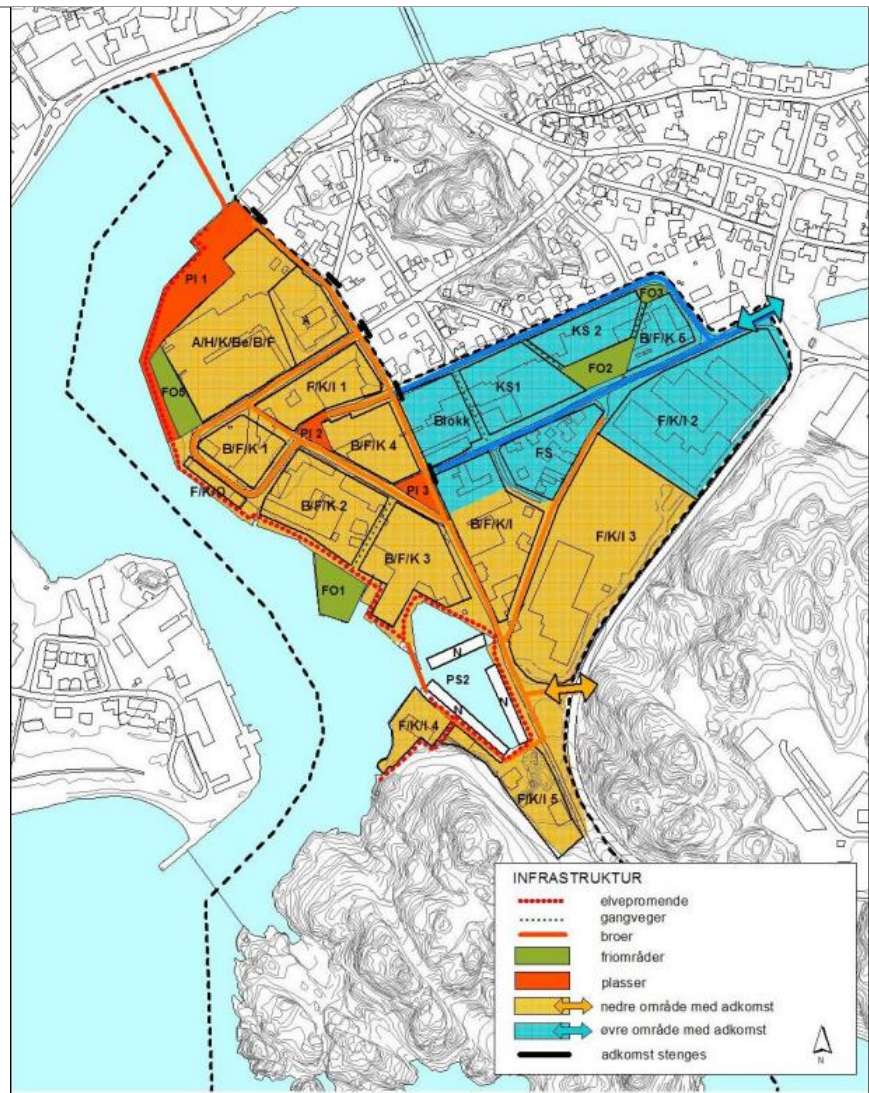 PI 1
A/H/K/Be/B/F
A
FO5
F/K/I 1
B/F/K 1
PI 2
B/F/K 4
F/K/O
B/F/K 2
PI 3
B/F/K 3
FO1
FO3
KS 2
B/F/K 5
FO2
KS1
Blokk
FS
F/K/I 2
B/F/K/I
F/K/I 3
N
PS2
N
N
F/K/I 4
F/K/I 5
INFRASTRUKTUR
elvepromende
gangveger
broer
friområder
plasser
nedre område med adkomst
øvre område med adkomst
adkomst stenges
N